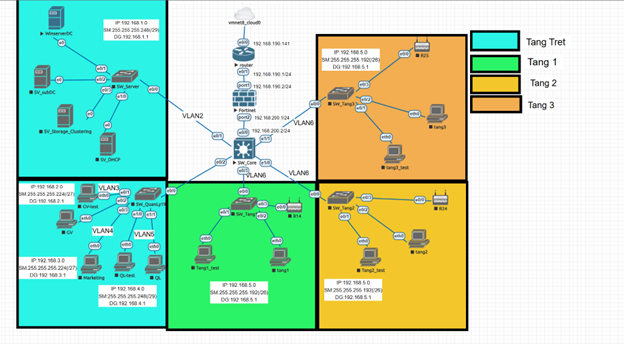 vmnet8_cloud0
WinserverDC
IP:192.168.1.0
SM:255.255.255.248(/29)
DG:192.168.1.1
192.168.190.141
router
192.168.190.1/24
192.168.190.2/24
Fortinet
192.168.200.1/24
192.168.200.2/24
SW_Core
SV_subDC
SW_Server
SV_Storage_Clustering
SV_DHCP
VLAN2
VLAN6
VLAN6
VLAN6
IP:192.168.5.0
SM:255.255.255.192(/26)
DG:192.168.5.1
SW_Tang3
R25
tang3
tang3_test
Tang Tret
Tang 1
Tang 2
Tang 3
IP:192.168.2.0
SM:255.255.255.224(/27)
DG:192.168.2.1
VLAN3
GV-test
GV
VLAN4
VLAN5
IP:192.168.3.0
SM:255.255.255.224(/27)
DG:192.168.3.1
Marketing
QL-test
QL
IP:192.168.4.0
SM:255.255.255.248(/29)
DG:192.168.4.1
R14
Tang1_test
tang1
IP:192.168.5.0
SM:255.255.255.192(/26)
DG:192.168.5.1
SW_Tang2
R24
tang2
Tang2_test
IP:192.168.5.0
SM:255.255.255.192(/26)
DG:192.168.5.1